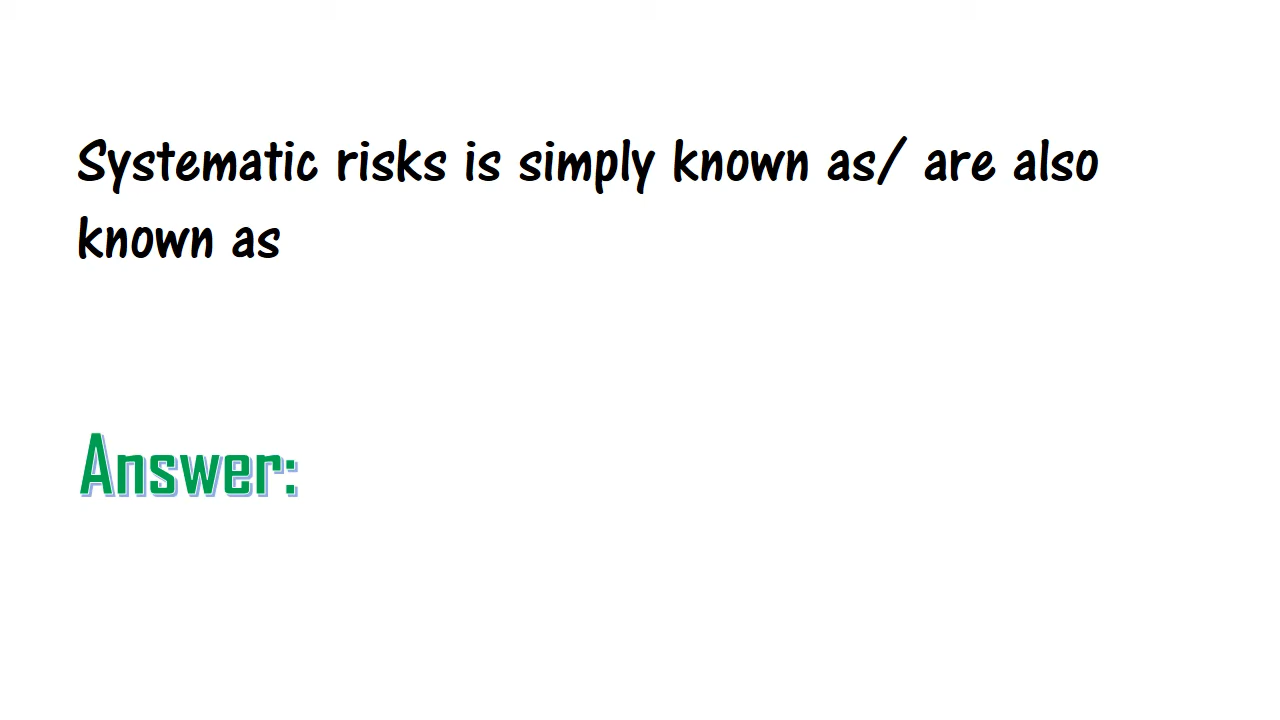 Systematic risks is simply known as/ are also
known as
Answer: